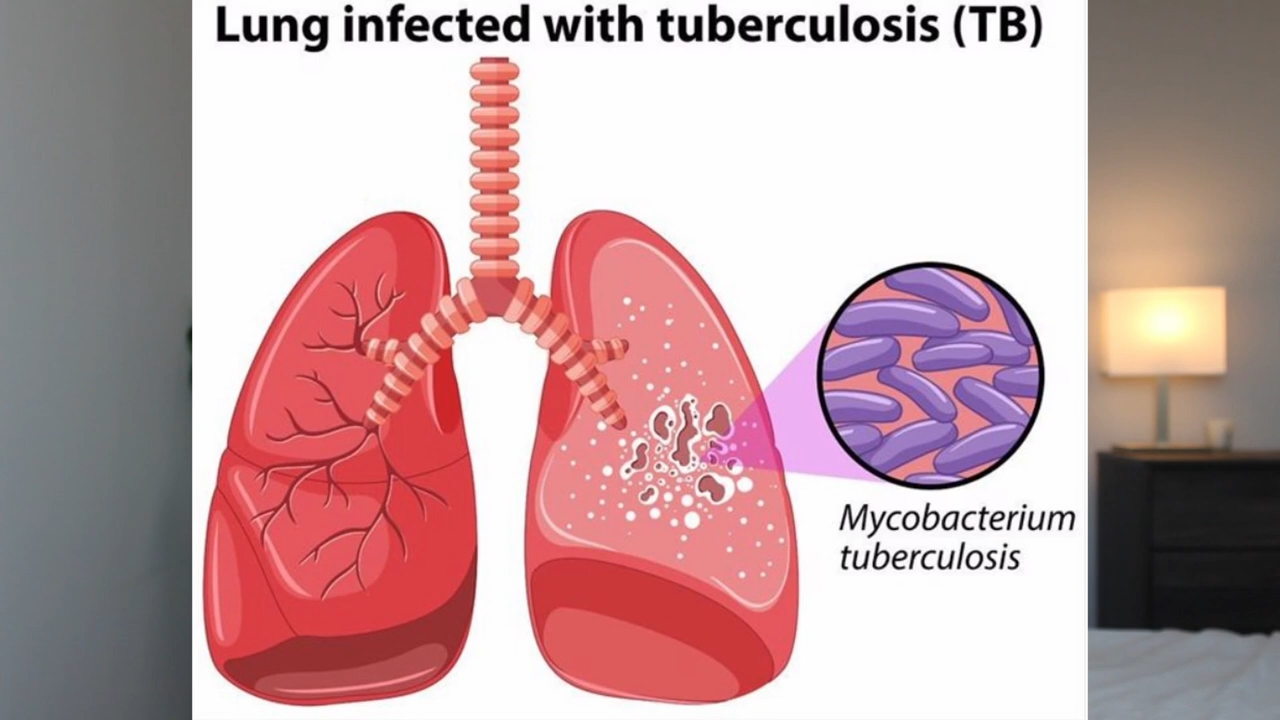 Lung infected with tuberculosis (TB)
Mycobacterium
tuberculosis